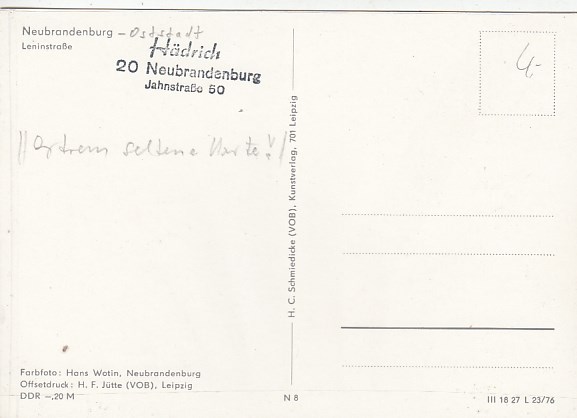 Neubrandenburg – Oststadt
Leninstraße
Hädrich
20 Neubrandenburg
Jahnstraße 50
4,-
// Extrem seltene Karte! //
H. C. Schmiedicke (VOB), Kunstverlag, 701 Leipzig
Farbfoto: Hans Wotin, Neubrandenburg
Offsetdruck: H. F. Jütte (VOB), Leipzig
DDR –,20 M
N 8
III 18 27 L 23/76